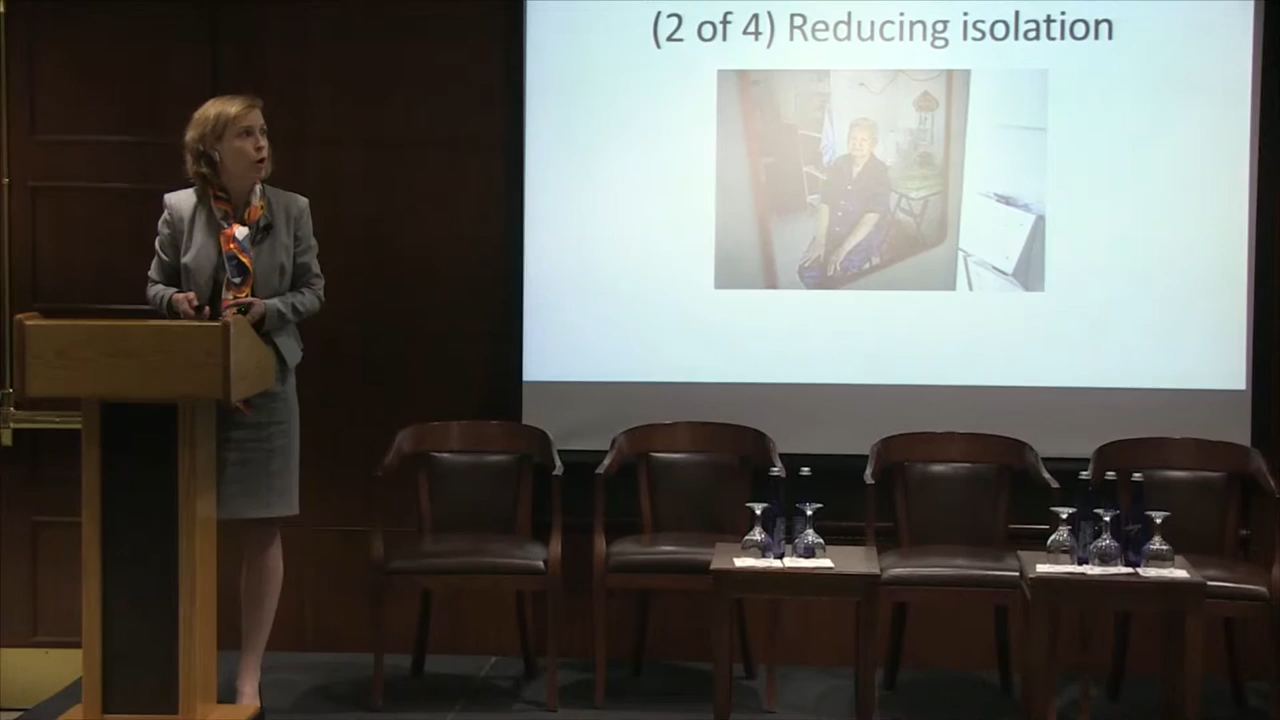 (2 of 4) Reducing isolation